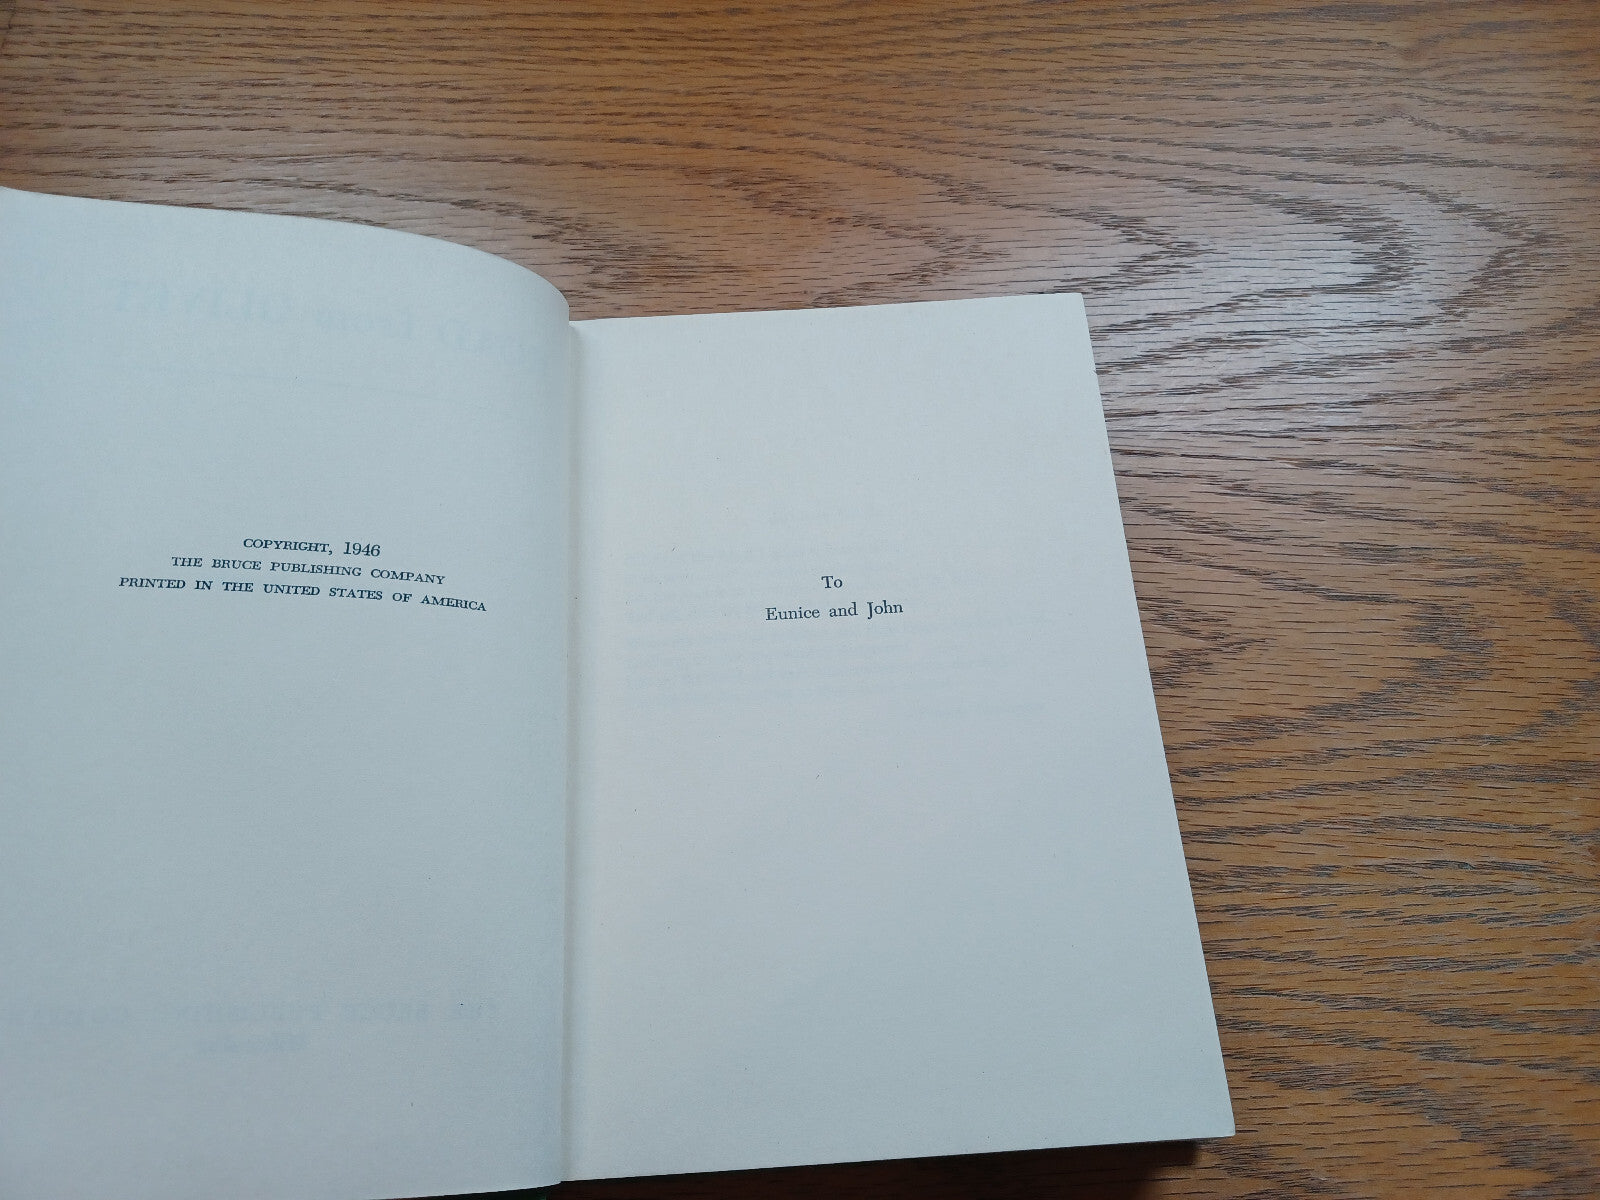 COPYRIGHT, 1946
THE BRUCE PUBLISHING COMPANY
PRINTED IN THE UNITED STATES OF AMERICA
To
Eunice and John